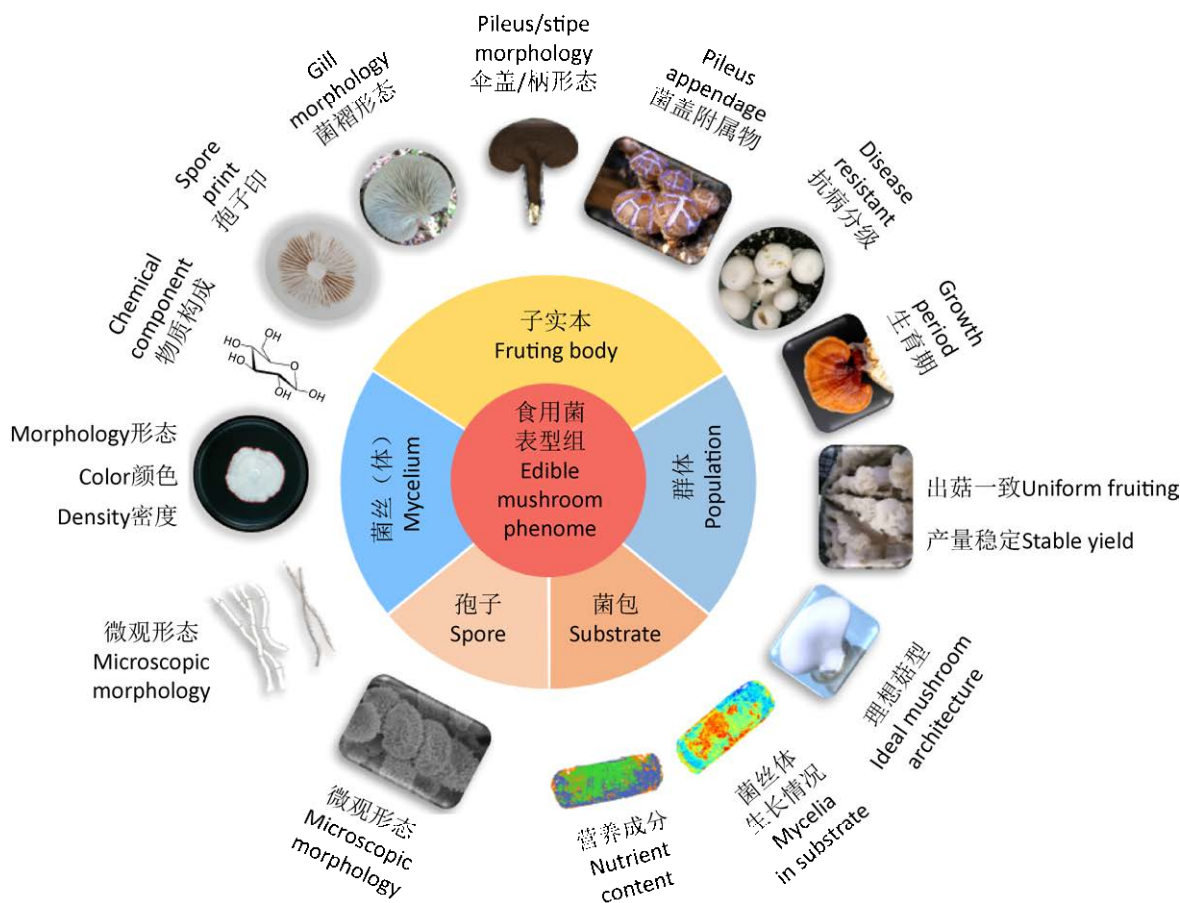 Pileus/stipe
morphology
伞盖/柄形态
Pileus
appendage
菌盖附属物
Disease
resistant
抗病分级
Growth
period
生育期
出菇一致Uniform fruiting
产量稳定Stable yield
理想菇型
Ideal mushroom
architecture
菌丝体
生长情况
Mycelia
in substrate
营养成分
Nutrient
content
微观形态
Microscopic
morphology
微观形态
Microscopic
morphology
Morphology形态
Color颜色
Density密度
Chemical
component
物质构成
OH
HO
HO
O
OH
OH
Spore
print
孢子印
Gill
morphology
菌褶形态
子实本
Fruting body
群体
Population
菌包
Substrate
孢子
Spore
菌丝（体）
Mycelium
食用菌
表型组
Edible
mushroom
phenome